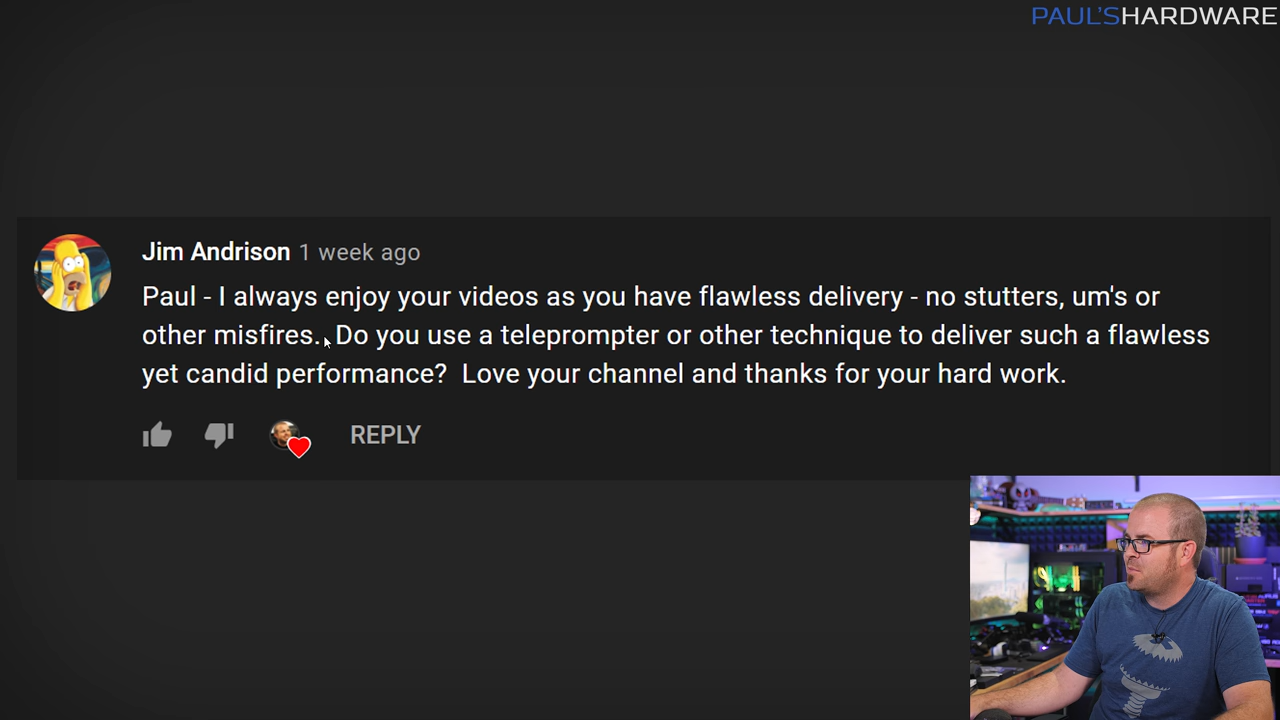 PAUL'SHARDWARE
Jim Andrison 1 week ago
Paul - I always enjoy your videos as you have flawless delivery - no stutters, um's or
other misfires.. Do you use a teleprompter or other technique to deliver such a flawless
yet candid performance?  Love your channel and thanks for your hard work.
REPLY